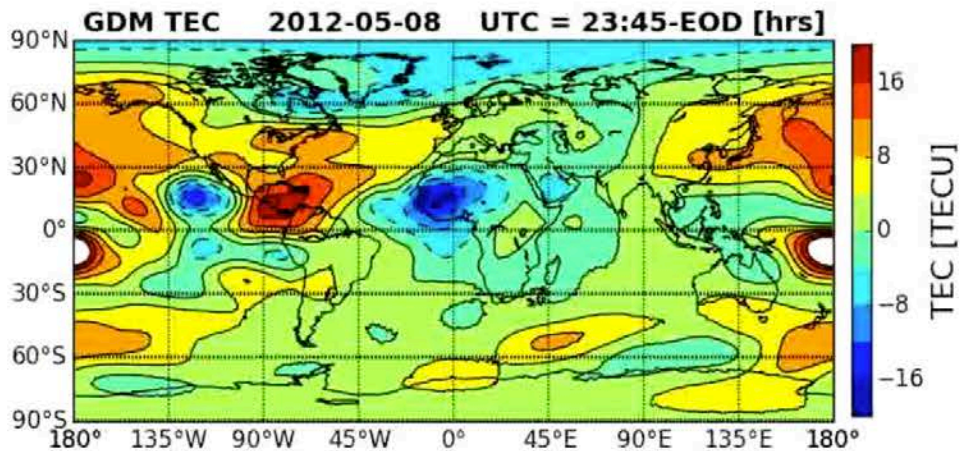 GDM TEC 2012-05-08 UTC = 23:45-EOD [hrs]
90°N
60°N
30°N
0°
30°S
60°S
90°S
180° 135°W 90°W 45°W 0° 45°E 90°E 135°E 180°
16
8
0
−8
−16
TEC [TECU]